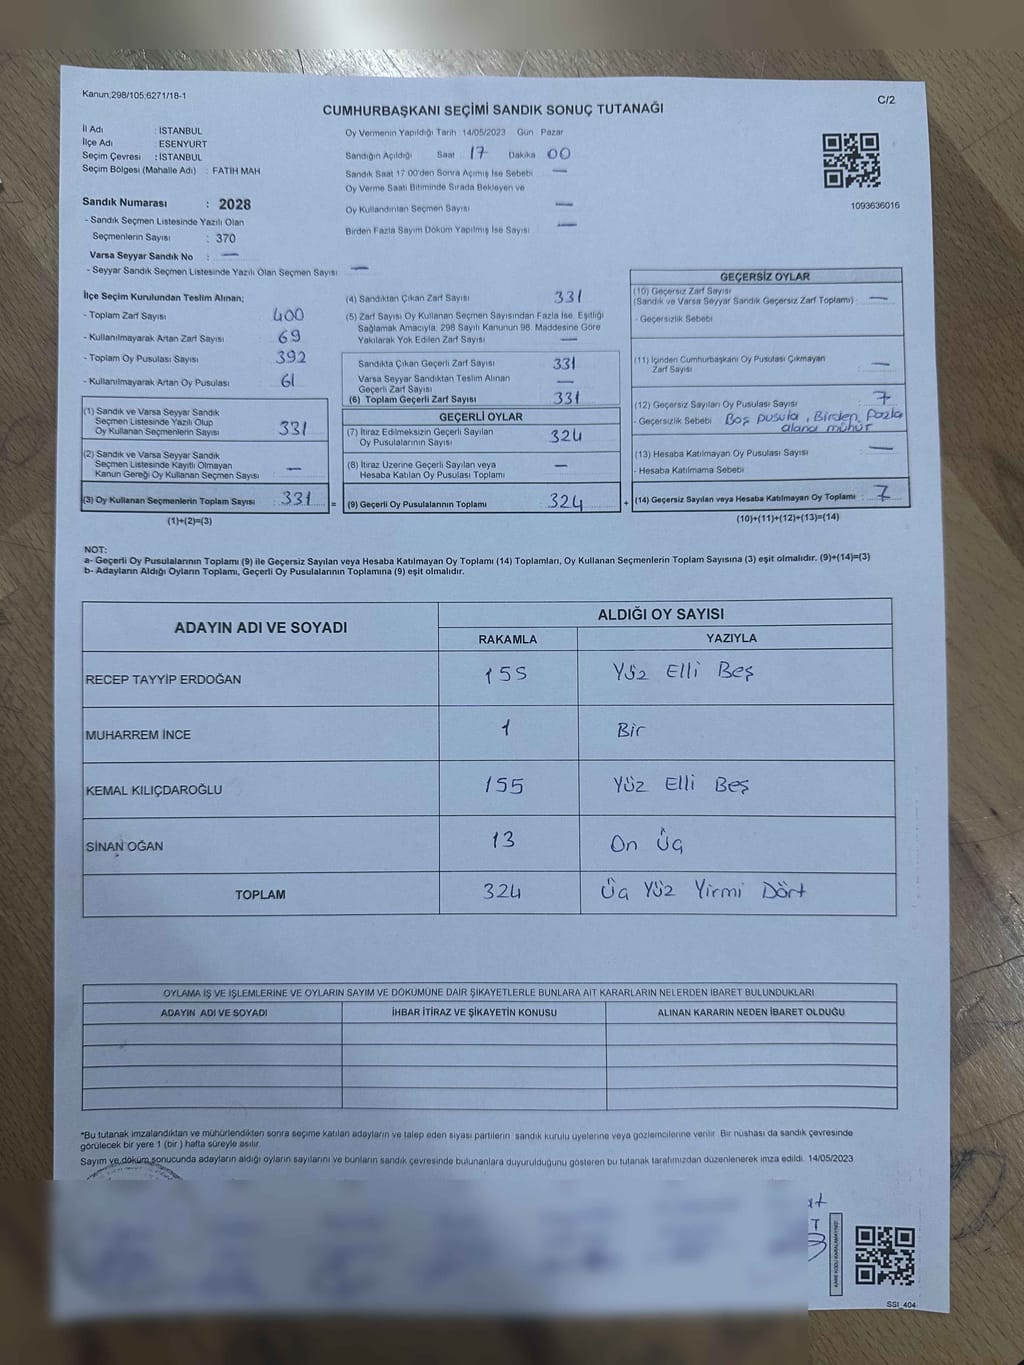 Kanun;298/105;6271/18-1
C/2
CUMHURBAŞKANI SEÇİMİ SANDIK SONUÇ TUTANAĞI
İl Adı : İSTANBUL
İlçe Adı : ESENYURT
Seçim Çevresi : İSTANBUL
Seçim Bölgesi (Mahalle Adı) : FATİH MAH
Sandık Numarası : 2028
- Sandık Seçmen Listesinde Yazılı Olan
Seçmenlerin Sayısı : 370
Varsa Seyyar Sandık No : —
- Seyyar Sandık Seçmen Listesinde Yazılı Olan Seçmen Sayısı —
Oy Vermenin Yapıldığı Tarih : 14/05/2023 Gün : Pazar
Sandığın Açıldığı Saat 17 Dakika 00
Sandık Saat 17:00'den Sonra Açımış İse Sebebi —
Oy Verme Saati Bitiminde Sırada Bekleyen ve
Oy Kullandırılan Seçmen Sayısı —
Birden Fazla Sayım Döküm Yapılmış İse Sayısı —
1093636016
İlçe Seçim Kurulundan Teslim Alınan;
- Toplam Zarf Sayısı 400
- Kullanılmayarak Artan Zarf Sayısı 69
- Toplam Oy Pusulası Sayısı 392
- Kullanılmayarak Artan Oy Pusulası 61
(1) Sandık ve Varsa Seyyar Sandık
Seçmen Listesinde Yazılı Olup
Oy Kullanan Seçmenlerin Sayısı 331
(2) Sandık ve Varsa Seyyar Sandık
Seçmen Listesinde Kayıtlı Olmayan
Kanun Gereği Oy Kullanan Seçmen Sayısı —
(3) Oy Kullanan Seçmenlerin Toplam Sayısı 331 =
(1)+(2)=(3)
(4) Sandıktan Çıkan Zarf Sayısı 331
(5) Zarf Sayısı Oy Kullanan Seçmen Sayısından Fazla İse, Eşitliği
Sağlamak Amacıyla, 298 Sayılı Kanunun 98. Maddesine Göre
Yakılarak Yok Edilen Zarf Sayısı —
Sandıkta Çıkan Geçerli Zarf Sayısı 331
Varsa Seyyar Sandıktan Teslim Alınan
Geçerli Zarf Sayısı —
(6) Toplam Geçerli Zarf Sayısı 331
GEÇERLİ OYLAR
(7) İtiraz Edilmeksizin Geçerli Sayılan
Oy Pusulalarının Sayısı 324
(8) İtiraz Üzerine Geçerli Sayılan veya
Hesaba Katılan Oy Pusulası Toplamı —
(9) Geçerli Oy Pusulalarının Toplamı 324 +
GEÇERSİZ OYLAR
(10) Geçersiz Zarf Sayısı
(Sandık ve Varsa Seyyar Sandık Geçersiz Zarf Toplamı) : —
- Geçersizlik Sebebi
(11) İçinden Cumhurbaşkanı Oy Pusulası Çıkmayan
Zarf Sayısı : —
(12) Geçersiz Sayılan Oy Pusulası Sayısı : 7
- Geçersizlik Sebebi Boş pusula, Birden fazla
alana mühür
(13) Hesaba Katılmayan Oy Pusulası Sayısı : —
- Hesaba Katılmama Sebebi
(14) Geçersiz Sayılan veya Hesaba Katılmayan Oy Toplamı : 7
(10)+(11)+(12)+(13)=(14)
NOT:
a- Geçerli Oy Pusulalarının Toplamı (9) ile Geçersiz Sayılan veya Hesaba Katılmayan Oy Toplamı (14) Toplamları, Oy Kullanan Seçmenlerin Toplam Sayısına (3) eşit olmalıdır. (9)+(14)=(3)
b- Adayların Aldığı Oyların Toplamı, Geçerli Oy Pusulalarının Toplamına (9) eşit olmalıdır.
ADAYIN ADI VE SOYADI
ALDIĞI OY SAYISI
RAKAMLA YAZIYLA
RECEP TAYYİP ERDOĞAN 155 Yüz Elli Beş
MUHARREM İNCE 1 Bir
KEMAL KILIÇDAROĞLU 155 Yüz Elli Beş
SİNAN OĞAN 13 On Üç
TOPLAM 324 Üç Yüz Yirmi Dört
OYLAMA İŞ VE İŞLEMLERİNE VE OYLARIN SAYIM VE DÖKÜMÜNE DAİR ŞİKAYETLERLE BUNLARA AİT KARARLARIN NELERDEN İBARET BULUNDUKLARI
ADAYIN ADI VE SOYADI İHBAR İTİRAZ VE ŞİKAYETİN KONUSU ALINAN KARARIN NEDEN İBARET OLDUĞU
*Bu tutanak imzalandıktan ve mühürlendikten sonra seçime katılan adayların ve talep eden siyasi partilerin sandık kurulu üyelerine veya gözlemcilerine verilir. Bir nüshası da sandık çevresinde
görülecek bir yere 1 (bir ) hafta süreyle asılır.
Sayım ve döküm sonucunda adayların aldığı oyların sayılarını ve bunların sandık çevresinde bulunanlara duyurulduğunu gösteren bu tutanak tarafımızdan düzenlenerek imza edildi. 14/05/2023
KARE KODU KARALAMAYINIZ!
SSI_404